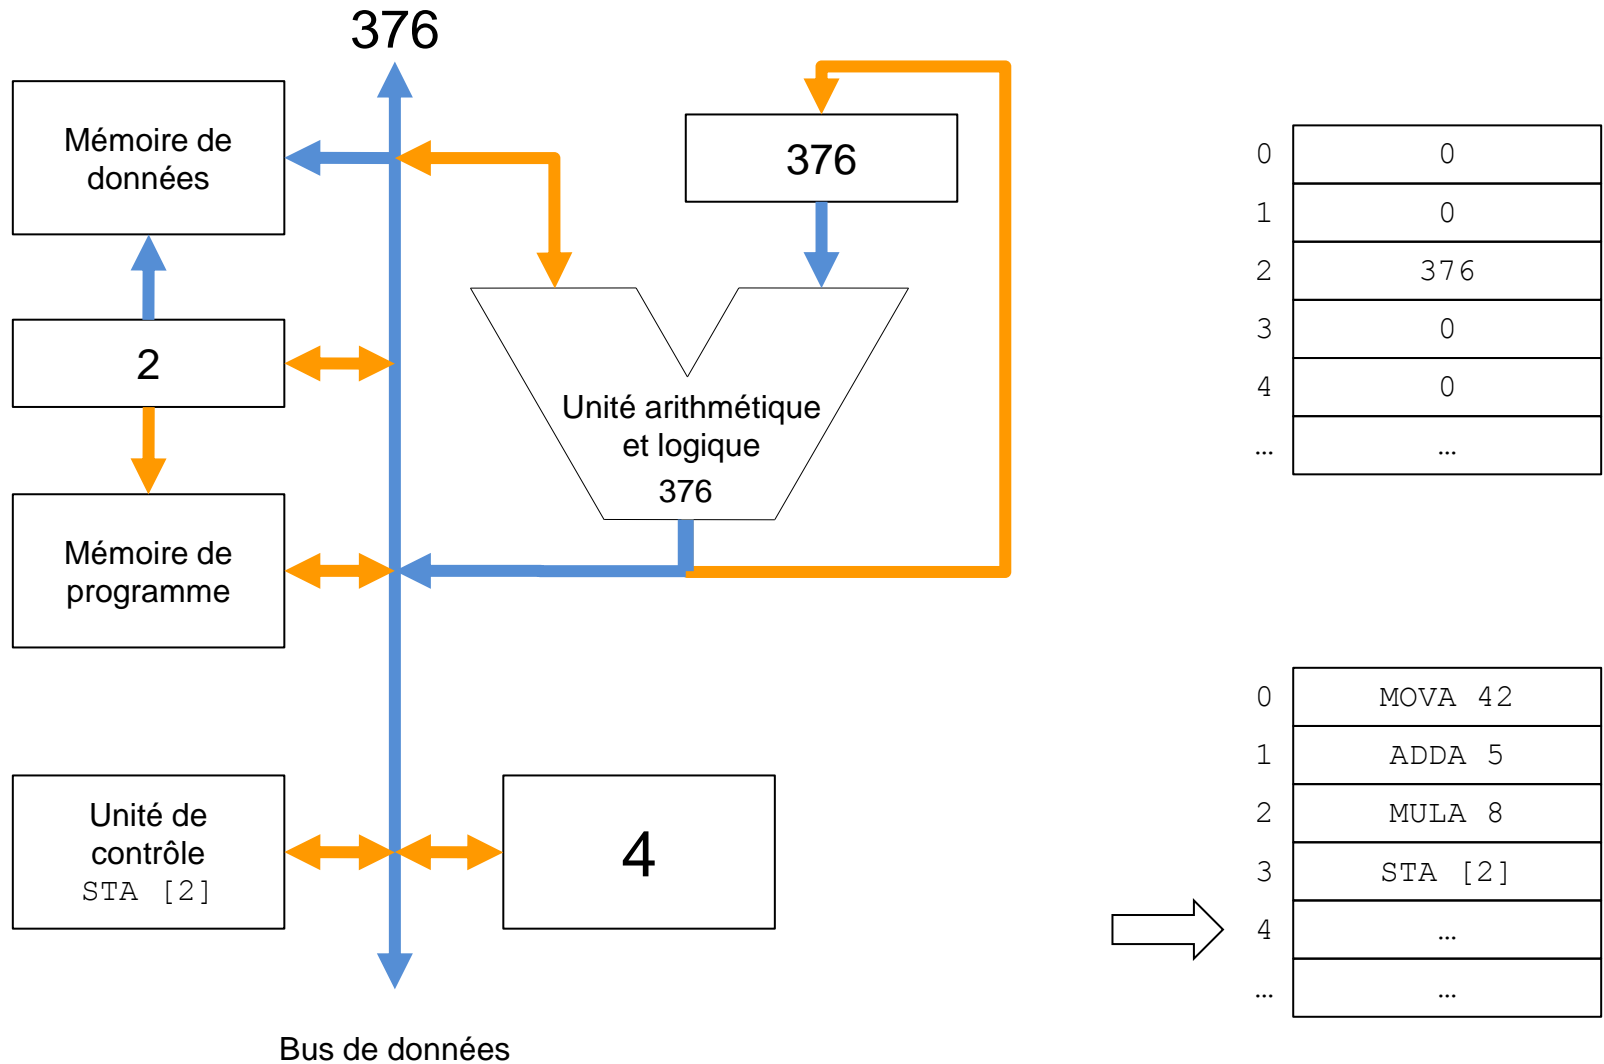 376
Mémoire de
données
376
2
Unité arithmétique
et logique
376
Mémoire de
programme
Unité de
contrôle
STA [2]
4
Bus de données
0 0
1 0
2 376
3 0
4 0
... ...
0 MOVA 42
1 ADDA 5
2 MULA 8
3 STA [2]
4 ...
... ...